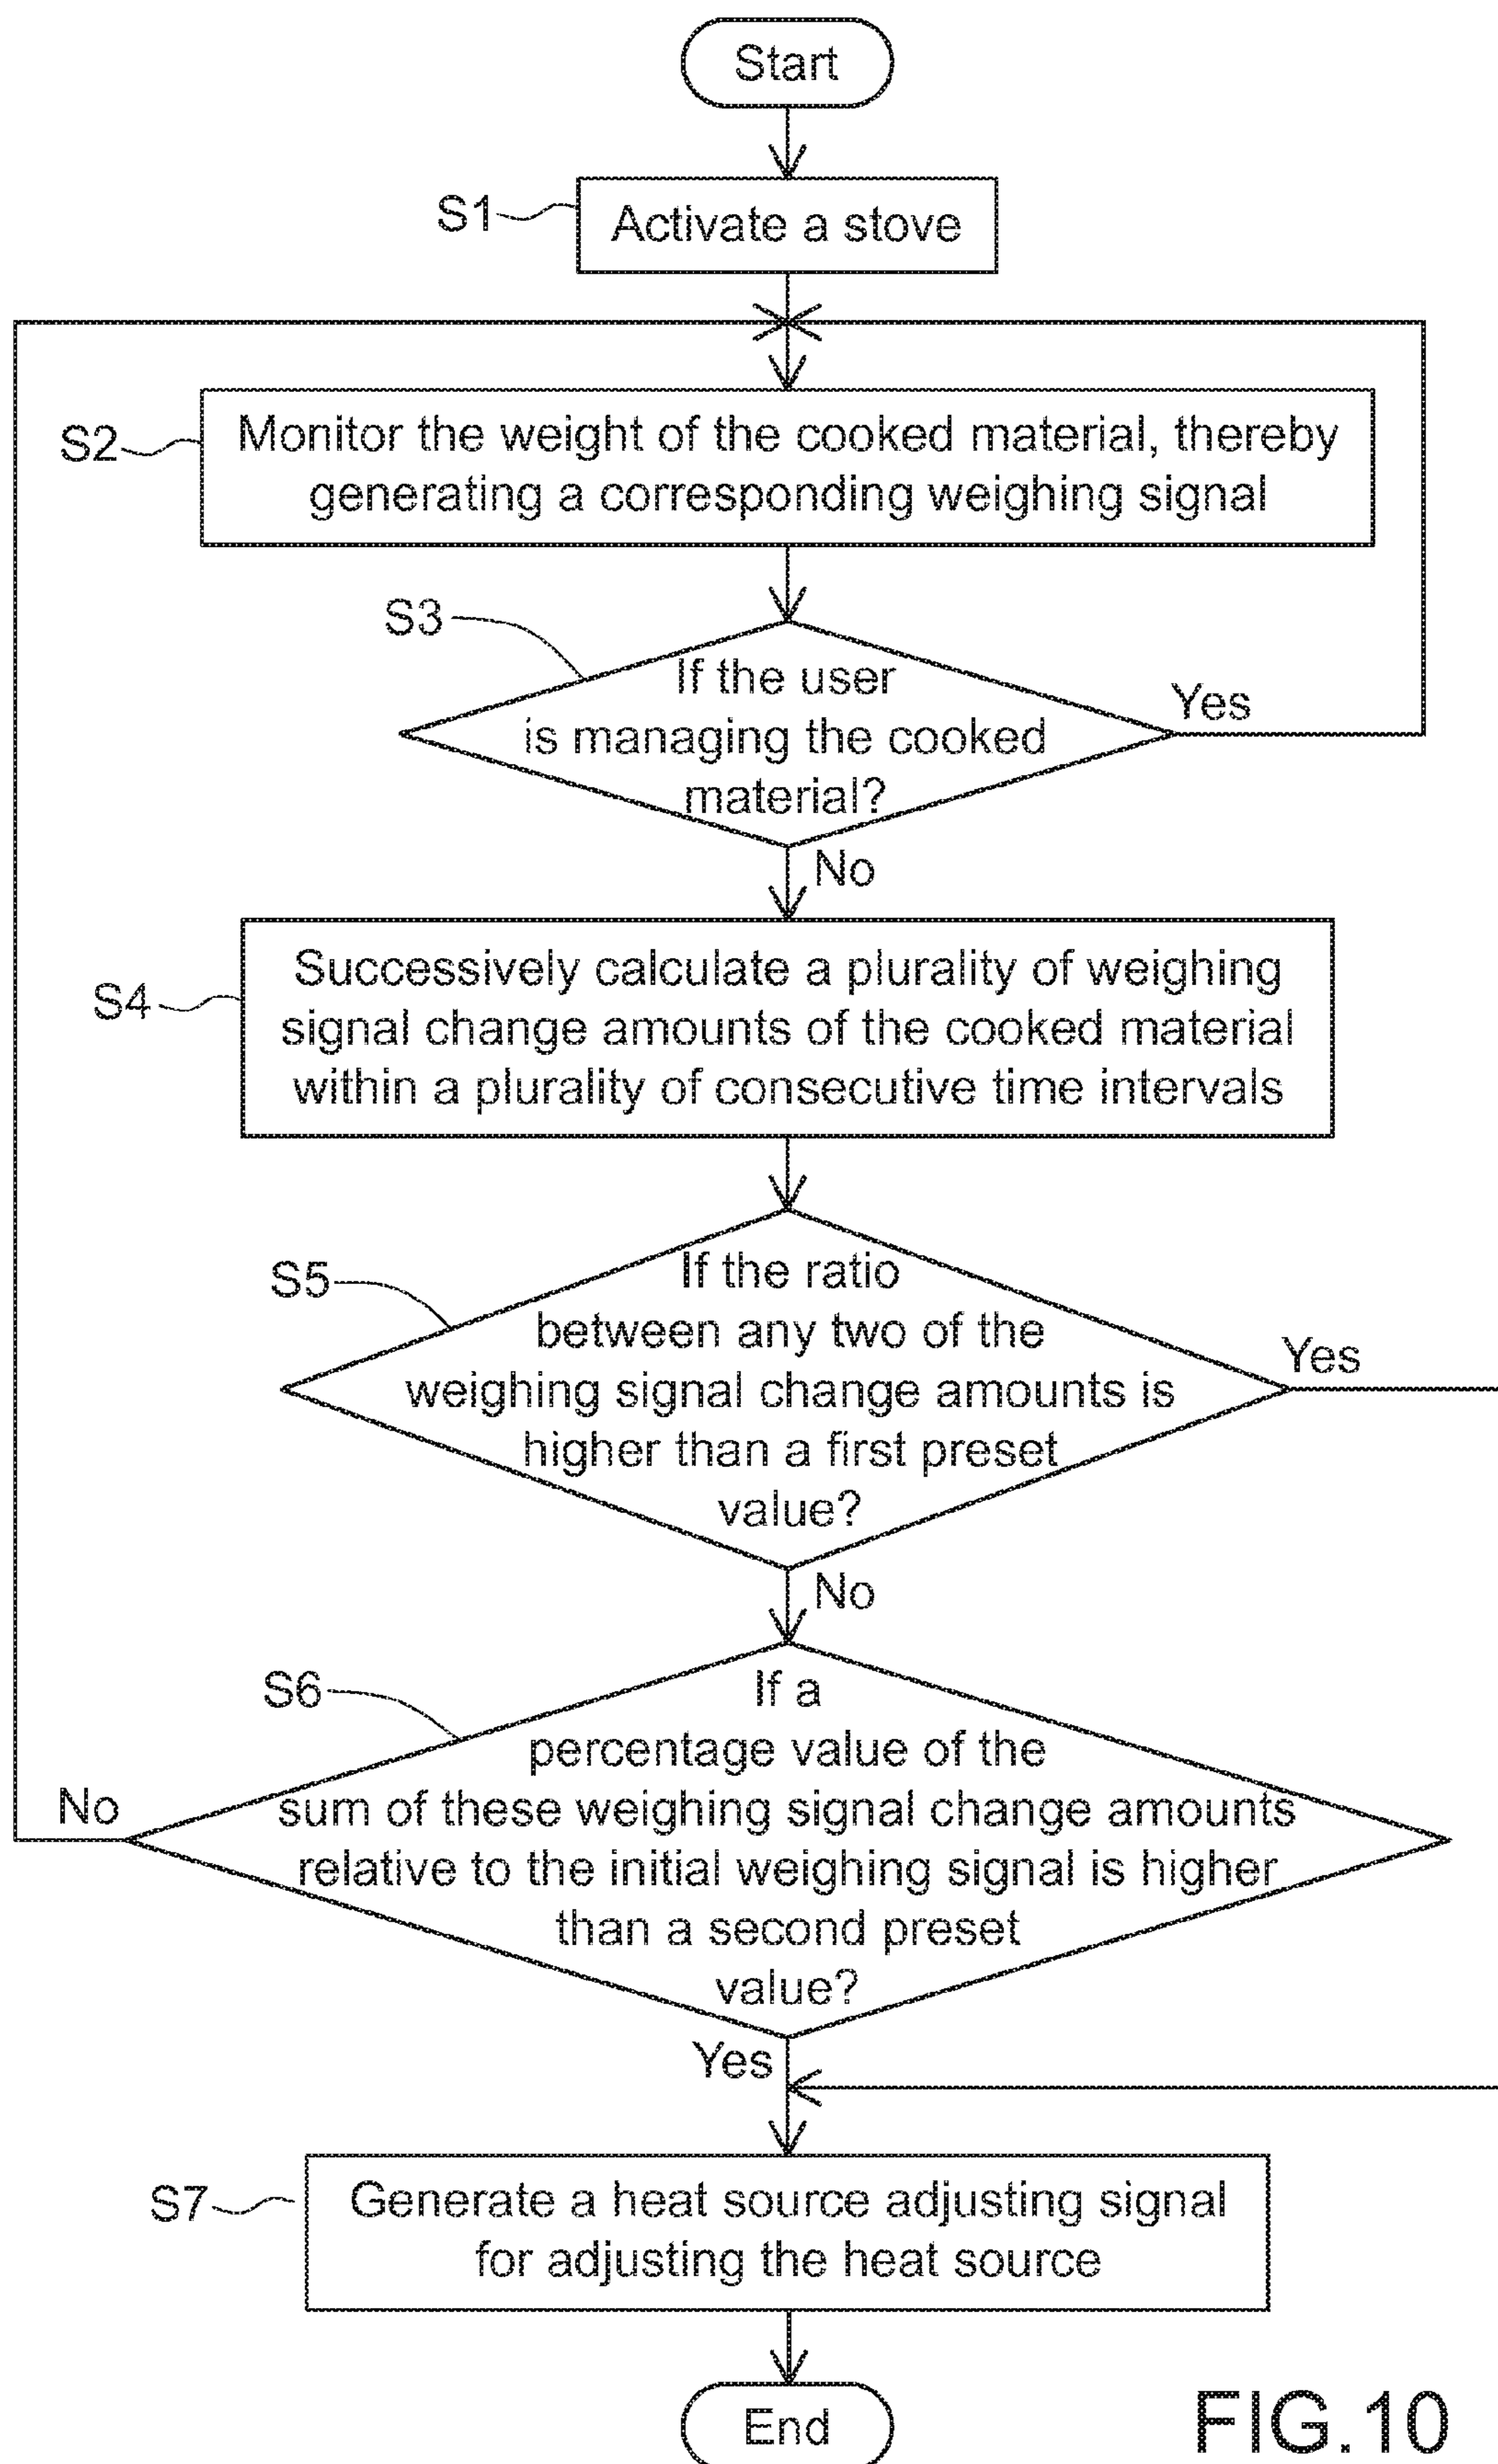 Start
S1
Activate a stove
S2
Monitor the weight of the cooked material, thereby
generating a corresponding weighing signal
S3
If the user
is managing the cooked
material?
Yes
No
S4
Successively calculate a plurality of weighing
signal change amounts of the cooked material
within a plurality of consecutive time intervals
S5
If the ratio
between any two of the
weighing signal change amounts is
higher than a first preset
value?
Yes
No
S6
If a
percentage value of the
sum of these weighing signal change amounts
relative to the initial weighing signal is higher
than a second preset
value?
No
Yes
S7
Generate a heat source adjusting signal
for adjusting the heat source
End
FIG.10